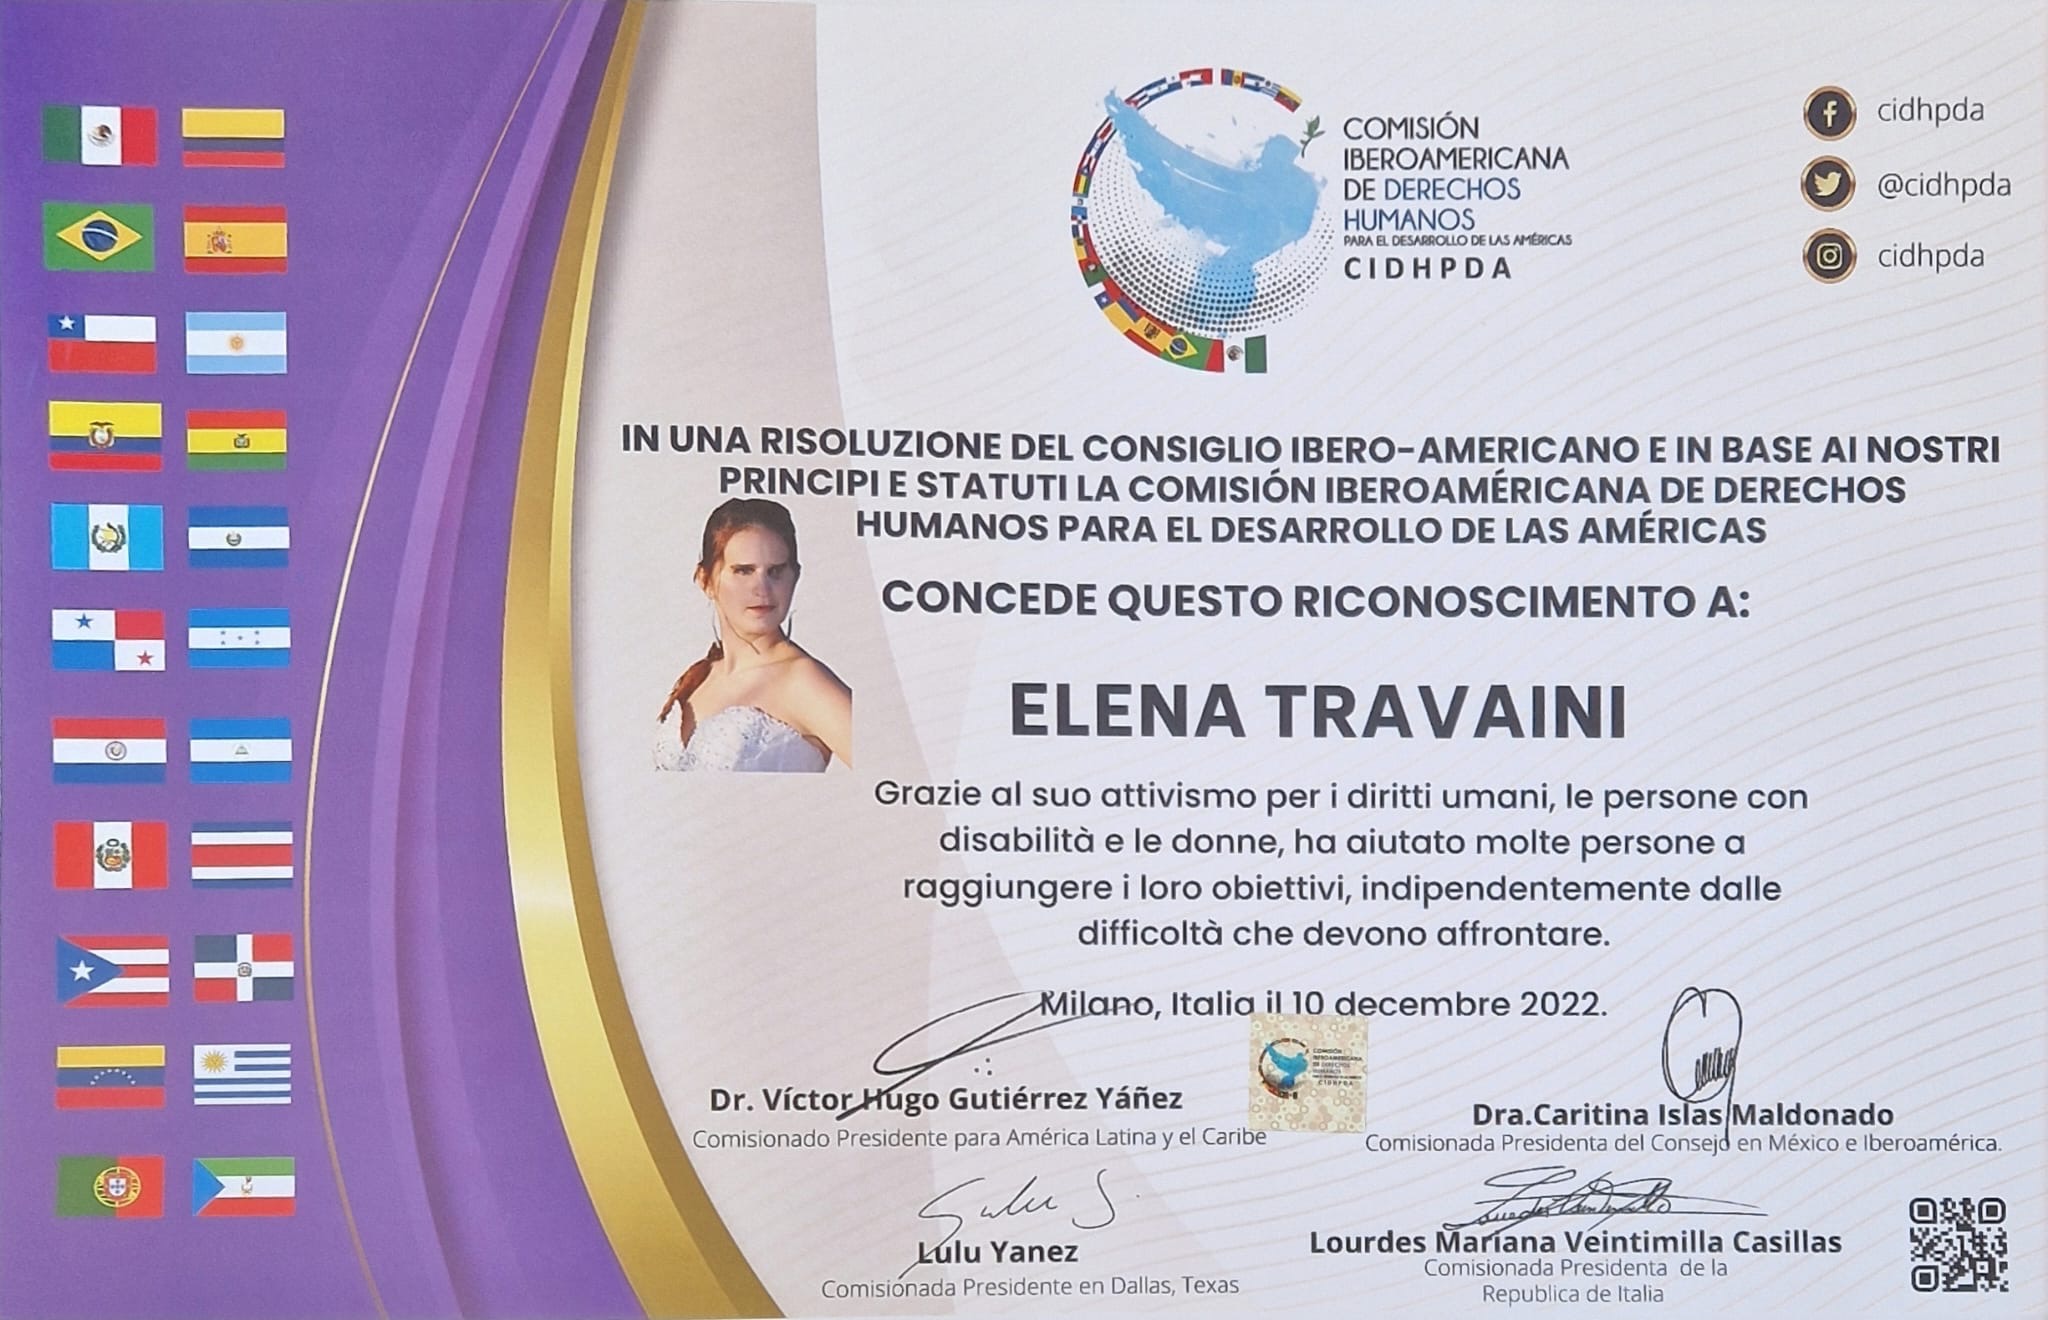 COMISIÓN
IBEROAMERICANA
DE DERECHOS
HUMANOS
PARA EL DESARROLLO DE LAS AMÉRICAS
CIDHPDA
cidhpda
@cidhpda
cidhpda
IN UNA RISOLUZIONE DEL CONSIGLIO IBERO-AMERICANO E IN BASE AI NOSTRI
PRINCIPI E STATUTI LA COMISIÓN IBEROAMÉRICANA DE DERECHOS
HUMANOS PARA EL DESARROLLO DE LAS AMÉRICAS
CONCEDE QUESTO RICONOSCIMENTO A:
ELENA TRAVAINI
Grazie al suo attivismo per i diritti umani, le persone con
disabilità e le donne, ha aiutato molte persone a
raggiungere i loro obiettivi, indipendentemente dalle
difficoltà che devono affrontare.
Milano, Italia il 10 decembre 2022.
COMISIÓN
IBEROAMERICANA
DE DERECHOS
HUMANOS
CIDHPDA
Dr. Víctor Hugo Gutiérrez Yáñez
Comisionado Presidente para América Latina y el Caribe
Dra.Caritina Islas Maldonado
Comisionada Presidenta del Consejo en México e Iberoamérica.
Lulu Yanez
Comisionada Presidente en Dallas, Texas
Lourdes Mariana Veintimilla Casillas
Comisionada Presidenta de la
Republica de Italia